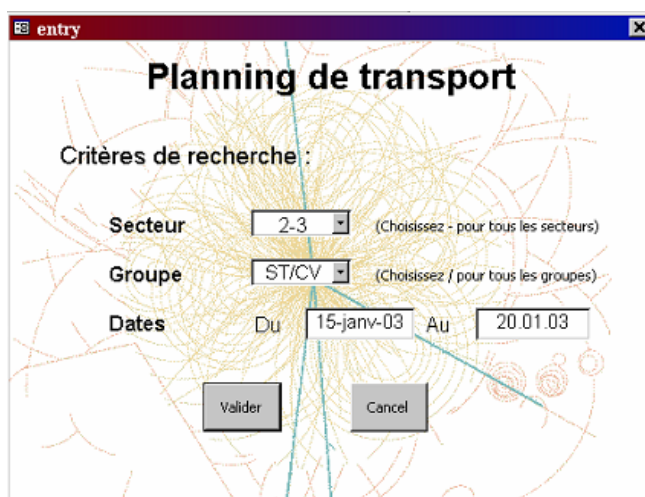 entry
Planning de transport
Critères de recherche :
Secteur 2-3 (Choisissez - pour tous les secteurs)
Groupe ST/CV (Choisissez / pour tous les groupes)
Dates Du 15-janv-03 Au 20.01.03
Valider Cancel